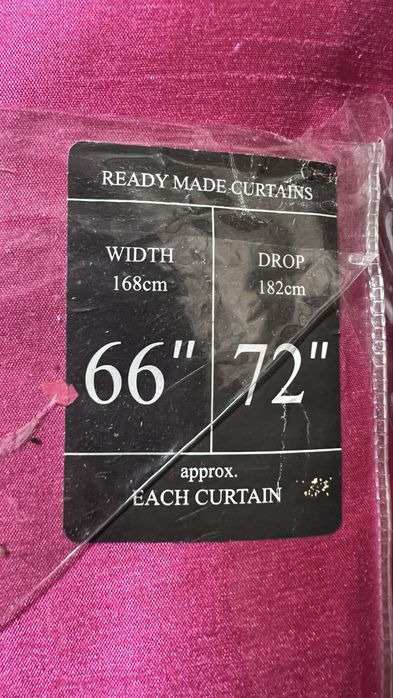 READY MADE CURTAINS
WIDTH
168cm
66"
DROP
182cm
72"
approx.
EACH CURTAIN